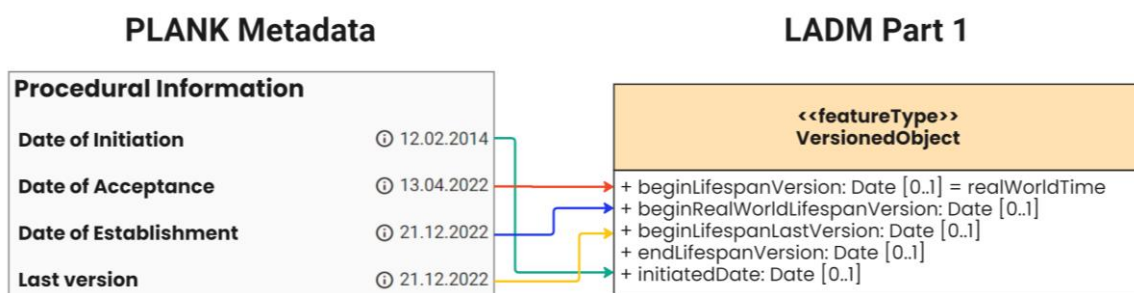 PLANK Metadata
LADM Part 1
Procedural Information
Date of Initiation 12.02.2014
Date of Acceptance 13.04.2022
Date of Establishment 21.12.2022
Last version 21.12.2022
<<featureType>>
VersionedObject
+ beginLifespanVersion: Date [0..1] = realWorldTime
+ beginRealWorldLifespanVersion: Date [0..1]
+ beginLifespanLastVersion: Date [0..1]
+ endLifespanVersion: Date [0..1]
+ initiatedDate: Date [0..1]